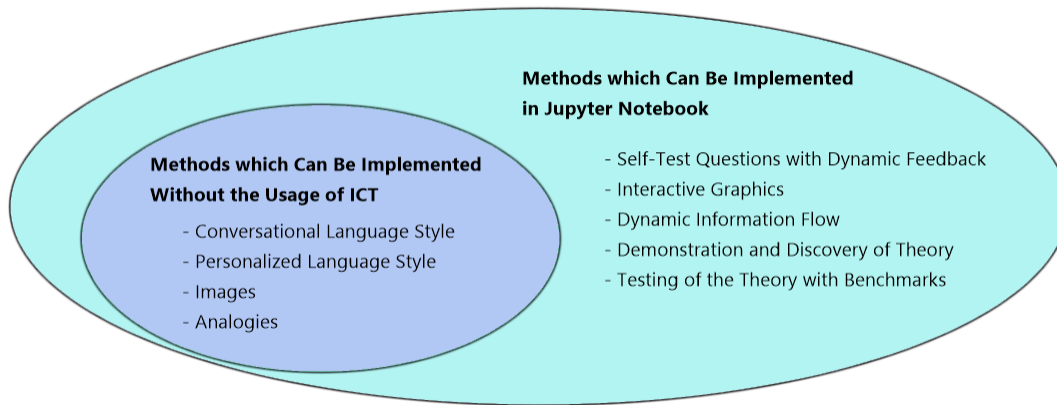 Methods which Can Be Implemented
in Jupyter Notebook
- Self-Test Questions with Dynamic Feedback
- Interactive Graphics
- Dynamic Information Flow
- Demonstration and Discovery of Theory
- Testing of the Theory with Benchmarks
Methods which Can Be Implemented
Without the Usage of ICT
- Conversational Language Style
- Personalized Language Style
- Images
- Analogies